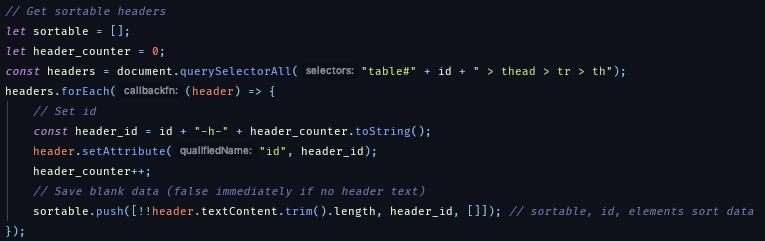 // Get sortable headers
let sortable = [];
let header_counter = 0;
const headers = document.querySelectorAll( selectors: "table#" + id + " > thead > tr > th");
headers.forEach( callbackfn: (header) => {
// Set id
const header_id = id + "-h-" + header_counter.toString();
header.setAttribute( qualifiedName: "id", header_id);
header_counter++;
// Save blank data (false immediately if no header text)
sortable.push([!!header.textContent.trim().length, header_id, []]); // sortable, id, elements sort data
});